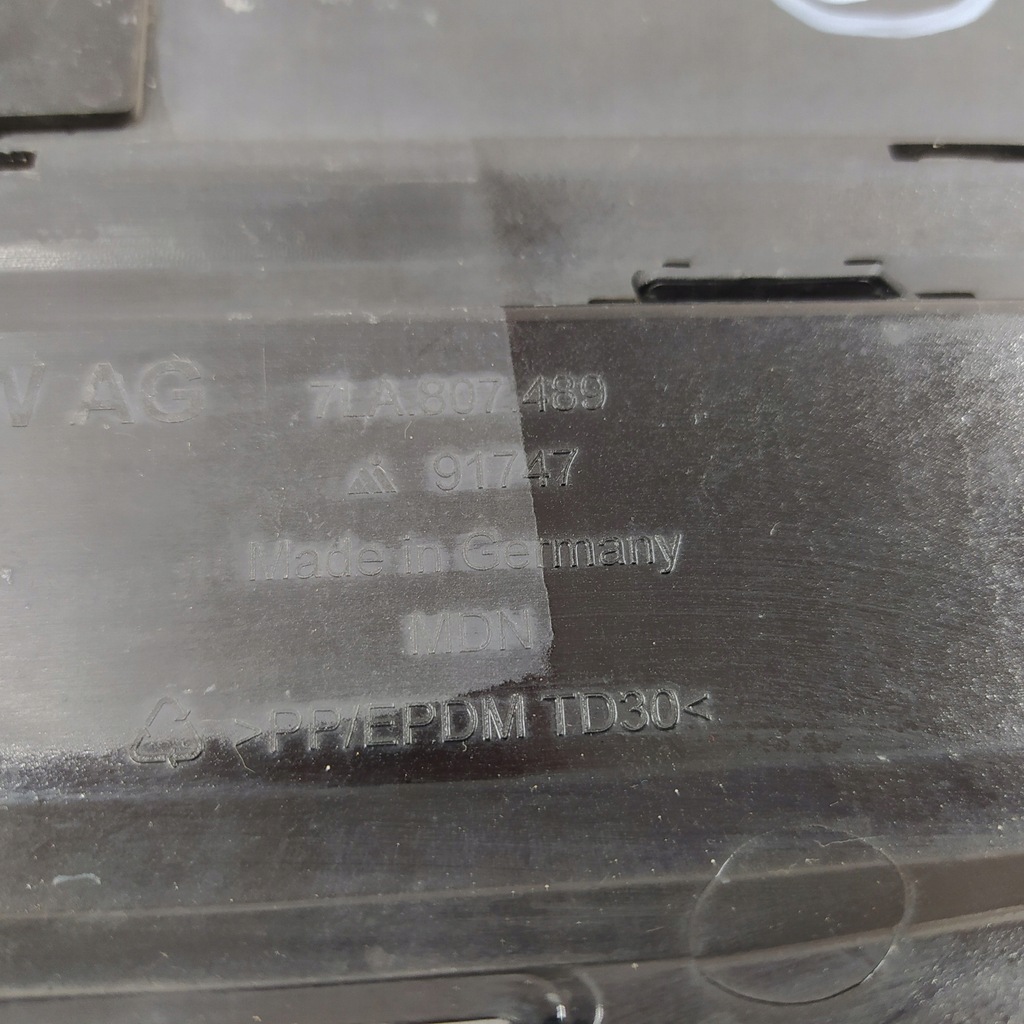 W AG 7LA.807.489
91747
Made in Germany
MDN
>PP/EPDM TD30<